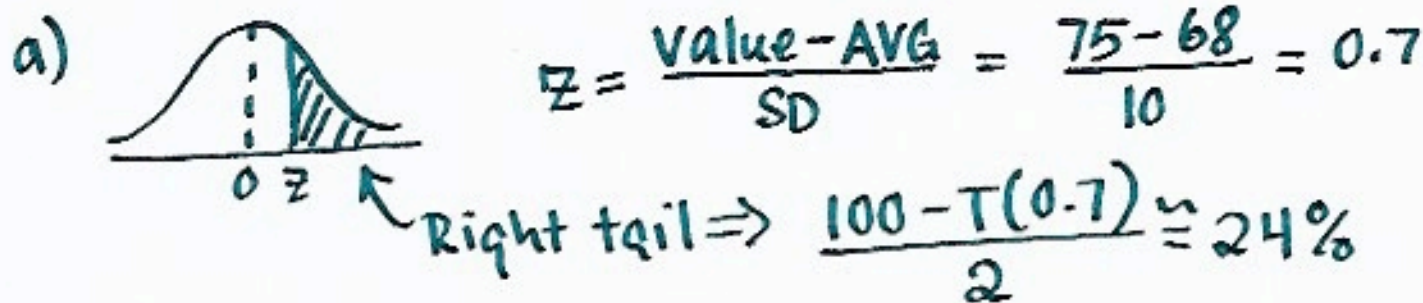 a)
z = value-AVG / SD = 75-68 / 10 = 0.7
0 z
Right tail => 100-T(0.7) / 2 ≈ 24%